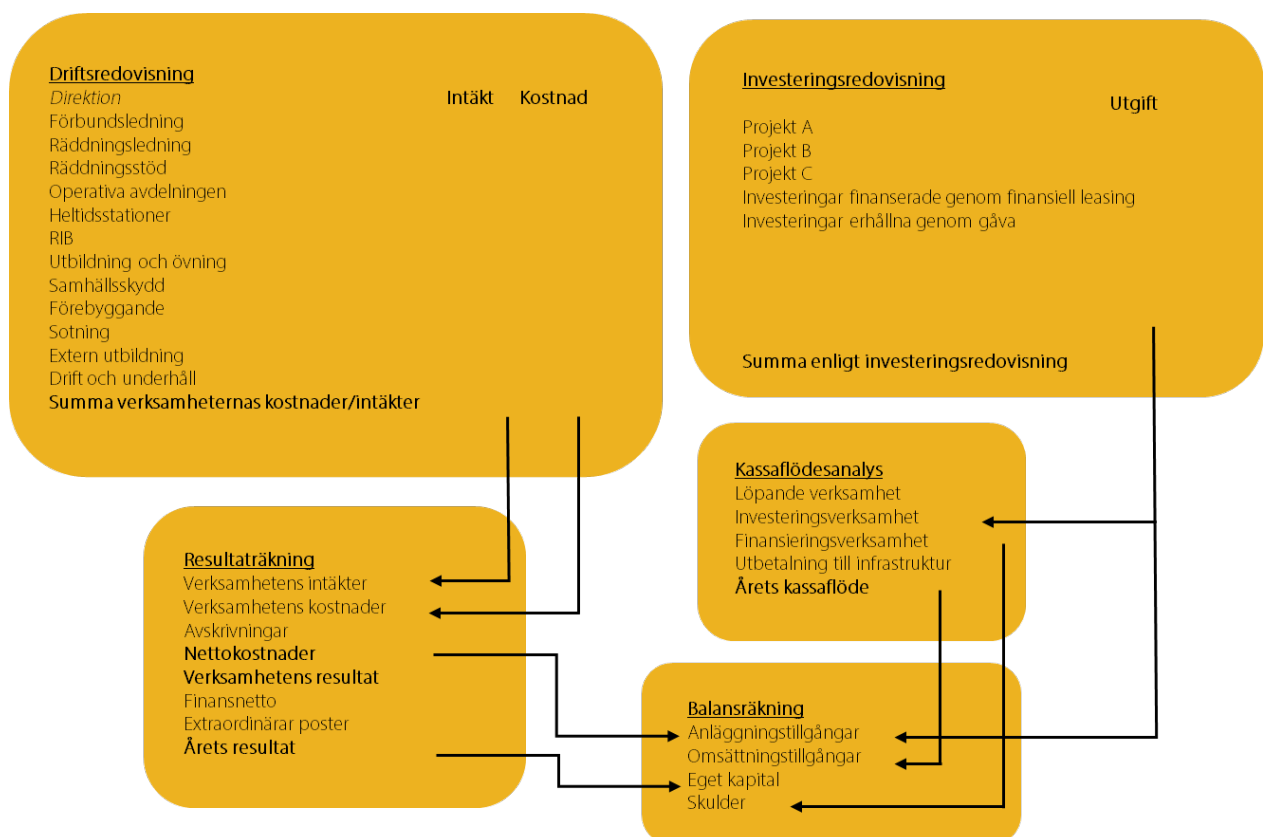 Driftsredovisning
Direktion
Intäkt Kostnad
Förbundsledning
Räddningsledning
Räddningsstöd
Operativa avdelningen
Heltidsstationer
RIB
Utbildning och övning
Samhällsskydd
Förebyggande
Sotning
Extern utbildning
Drift och underhåll
Summa verksamheternas kostnader/intäkter
Investeringsredovisning
Utgift
Projekt A
Projekt B
Projekt C
Investeringar finanserade genom finansiell leasing
Investeringar erhållna genom gåva
Summa enligt investeringsredovisning
Kassaflödesanalys
Löpande verksamhet
Investeringsverksamhet
Finansieringsverksamhet
Utbetalning till infrastruktur
Årets kassaflöde
Resultaträkning
Verksamhetens intäkter
Verksamhetens kostnader
Avskrivningar
Nettokostnader
Verksamhetens resultat
Finansnetto
Extraordinärar poster
Årets resultat
Balansräkning
Anläggningstillgångar
Omsättningstillgångar
Eget kapital
Skulder